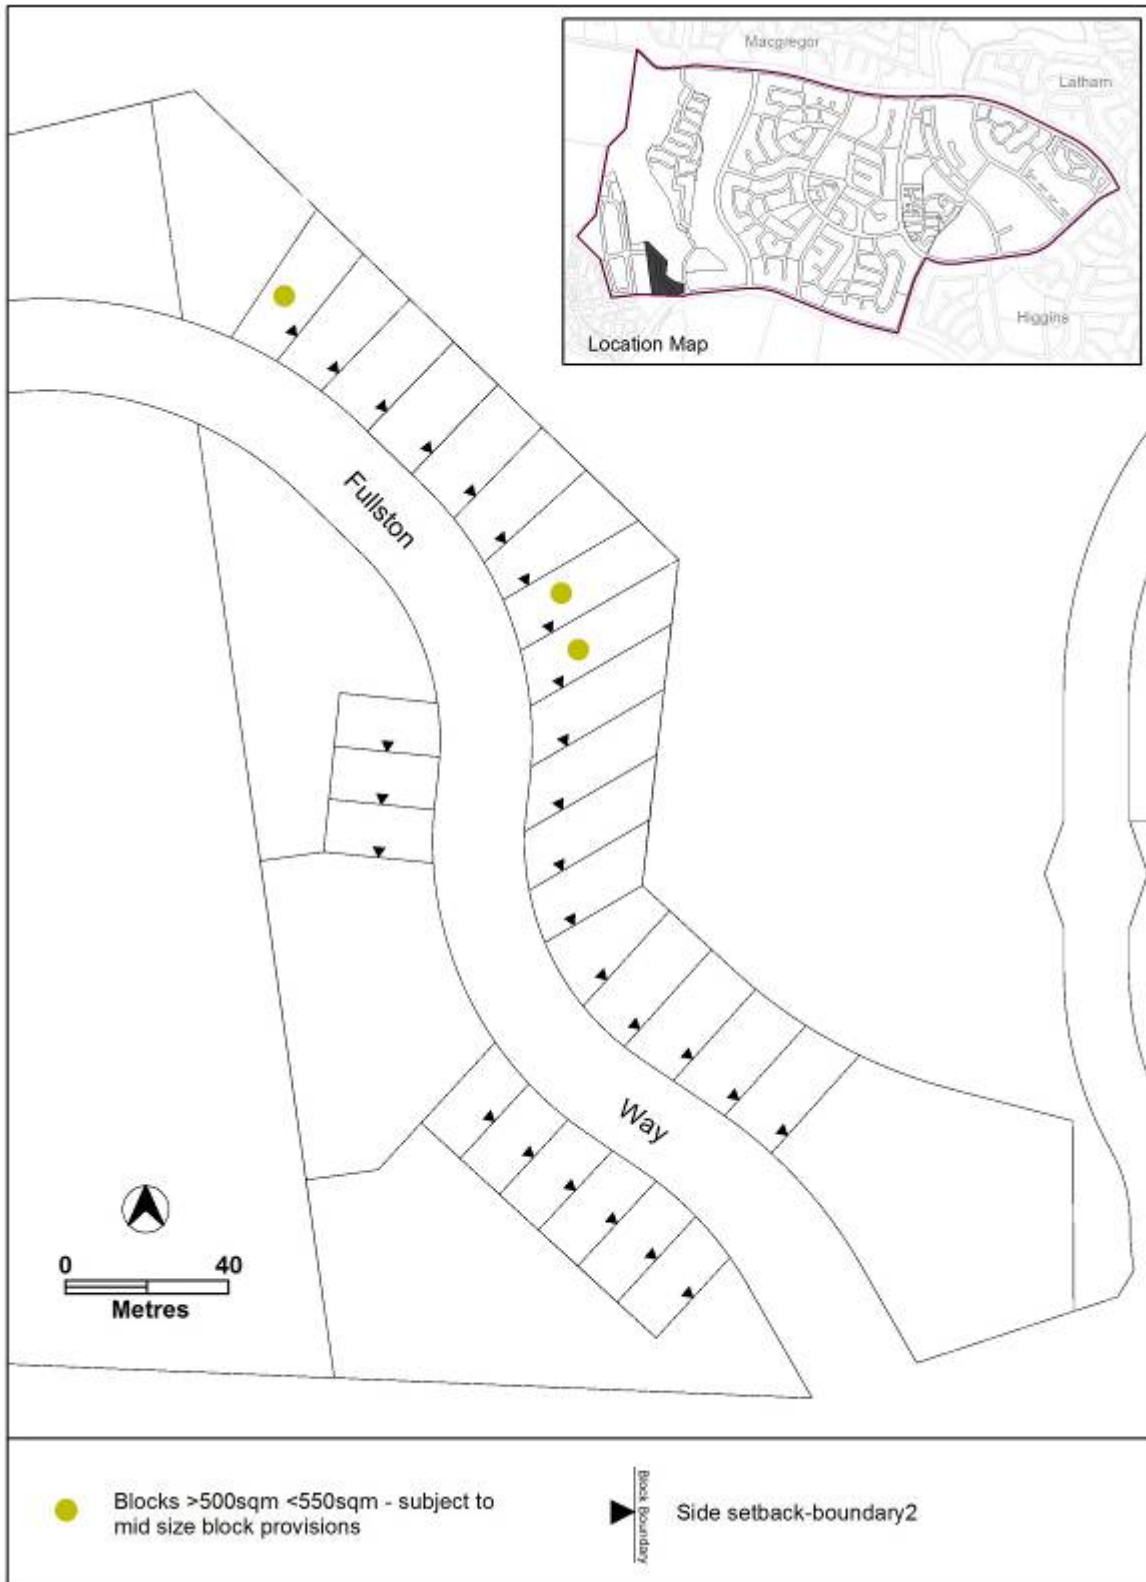 Macgregor
Latham
Higgins
Location Map
Fullston
Way
0 40
Metres
Blocks >500sqm <550sqm - subject to
mid size block provisions
Block Boundary
Side setback-boundary2